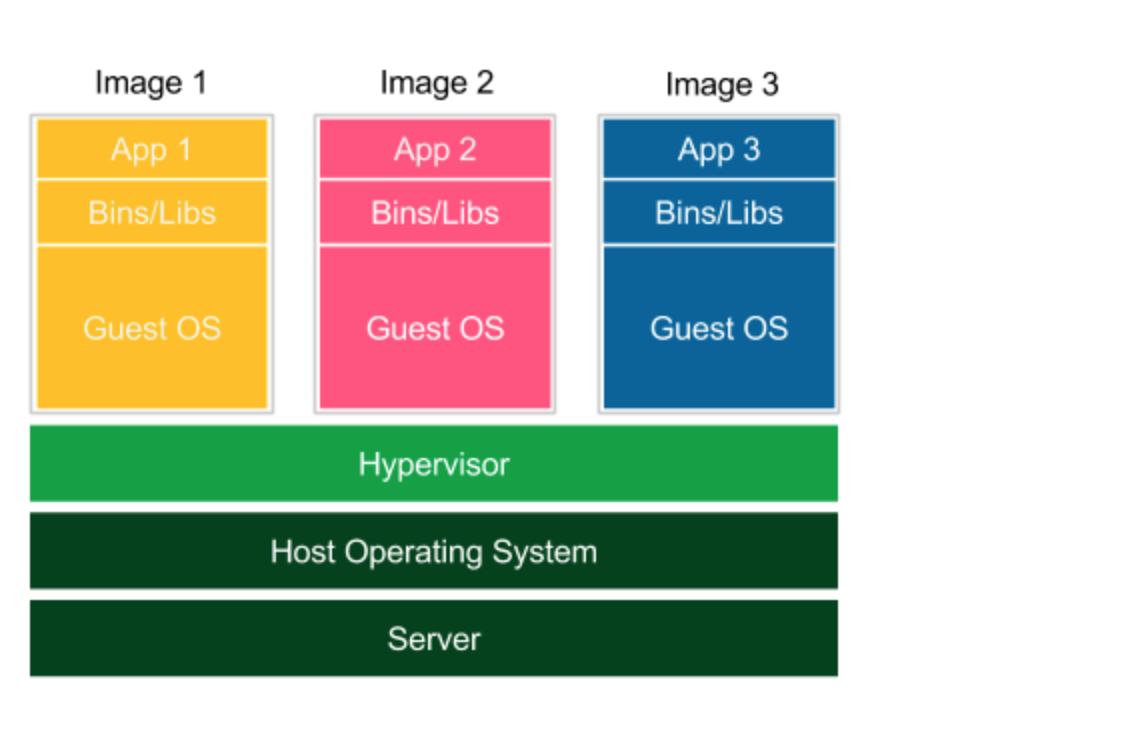 Image 1
Image 2
Image 3
App 1
App 2
App 3
Bins/Libs
Bins/Libs
Bins/Libs
Guest OS
Guest OS
Guest OS
Hypervisor
Host Operating System
Server